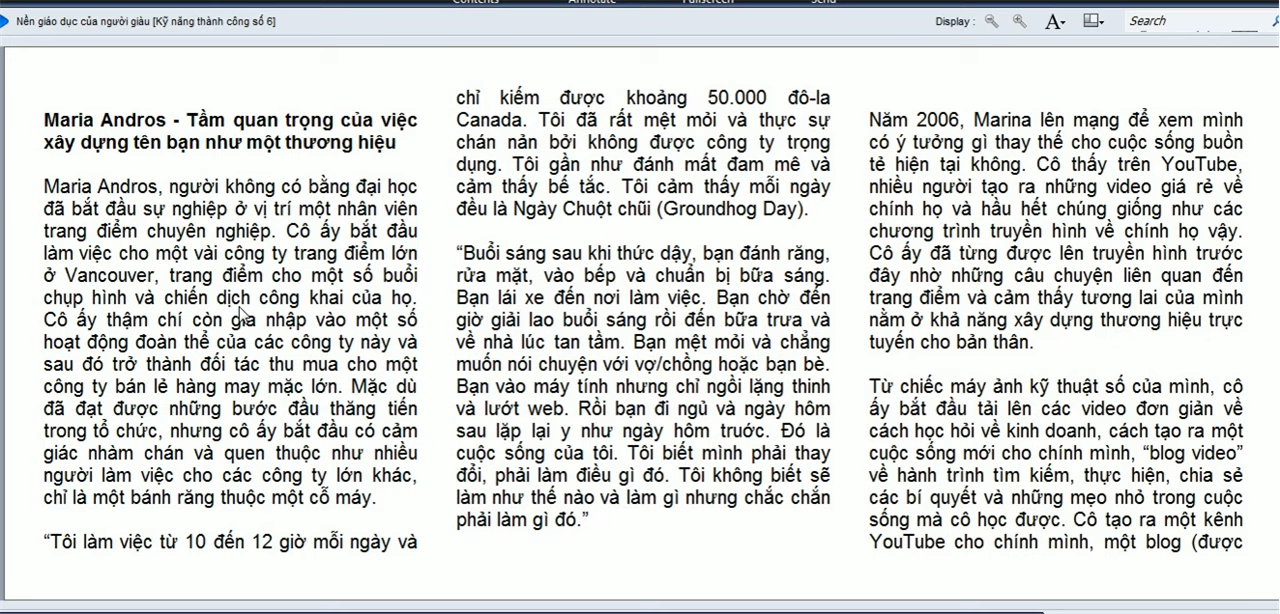 Contents Annotate Fullscreen Send
Nền giáo dục của người giàu [Kỹ năng thành công số 6]
Display :
A
Search
Maria Andros - Tầm quan trọng của việc
xây dựng tên bạn như một thương hiệu
Maria Andros, người không có bằng đại học
đã bắt đầu sự nghiệp ở vị trí một nhân viên
trang điểm chuyên nghiệp. Cô ấy bắt đầu
làm việc cho một vài công ty trang điểm lớn
ở Vancouver, trang điểm cho một số buổi
chụp hình và chiến dịch công khai của họ.
Cô ấy thậm chí còn gia nhập vào một số
hoạt động đoàn thể của các công ty này và
sau đó trở thành đối tác thu mua cho một
công ty bán lẻ hàng may mặc lớn. Mặc dù
đã đạt được những bước đầu thăng tiến
trong tổ chức, nhưng cô ấy bắt đầu có cảm
giác nhàm chán và quen thuộc như nhiều
người làm việc cho các công ty lớn khác,
chỉ là một bánh răng thuộc một cỗ máy.
“Tôi làm việc từ 10 đến 12 giờ mỗi ngày và
chỉ kiếm được khoảng 50.000 đô-la
Canada. Tôi đã rất mệt mỏi và thực sự
chán nản bởi không được công ty trọng
dụng. Tôi gần như đánh mất đam mê và
cảm thấy bế tắc. Tôi cảm thấy mỗi ngày
đều là Ngày Chuột chũi (Groundhog Day).
“Buổi sáng sau khi thức dậy, bạn đánh răng,
rửa mặt, vào bếp và chuẩn bị bữa sáng.
Bạn lái xe đến nơi làm việc. Bạn chờ đến
giờ giải lao buổi sáng rồi đến bữa trưa và
về nhà lúc tan tầm. Bạn mệt mỏi và chẳng
muốn nói chuyện với vợ/chồng hoặc bạn bè.
Bạn vào máy tính nhưng chỉ ngồi lặng thinh
và lướt web. Rồi bạn đi ngủ và ngày hôm
sau lặp lại y như ngày hôm trước. Đó là
cuộc sống của tôi. Tôi biết mình phải thay
đổi, phải làm điều gì đó. Tôi không biết sẽ
làm như thế nào và làm gì nhưng chắc chắn
phải làm gì đó.”
Năm 2006, Marina lên mạng để xem mình
có ý tưởng gì thay thế cho cuộc sống buồn
tẻ hiện tại không. Cô thấy trên YouTube,
nhiều người tạo ra những video giá rẻ về
chính họ và hầu hết chúng giống như các
chương trình truyền hình về chính họ vậy.
Cô ấy đã từng được lên truyền hình trước
đây nhờ những câu chuyện liên quan đến
trang điểm và cảm thấy tương lai của mình
nằm ở khả năng xây dựng thương hiệu trực
tuyến cho bản thân.
Từ chiếc máy ảnh kỹ thuật số của mình, cô
ấy bắt đầu tải lên các video đơn giản về
cách học hỏi về kinh doanh, cách tạo ra một
cuộc sống mới cho chính mình, “blog video”
về hành trình tìm kiếm, thực hiện, chia sẻ
các bí quyết và những mẹo nhỏ trong cuộc
sống mà cô học được. Cô tạo ra một kênh
YouTube cho chính mình, một blog (được